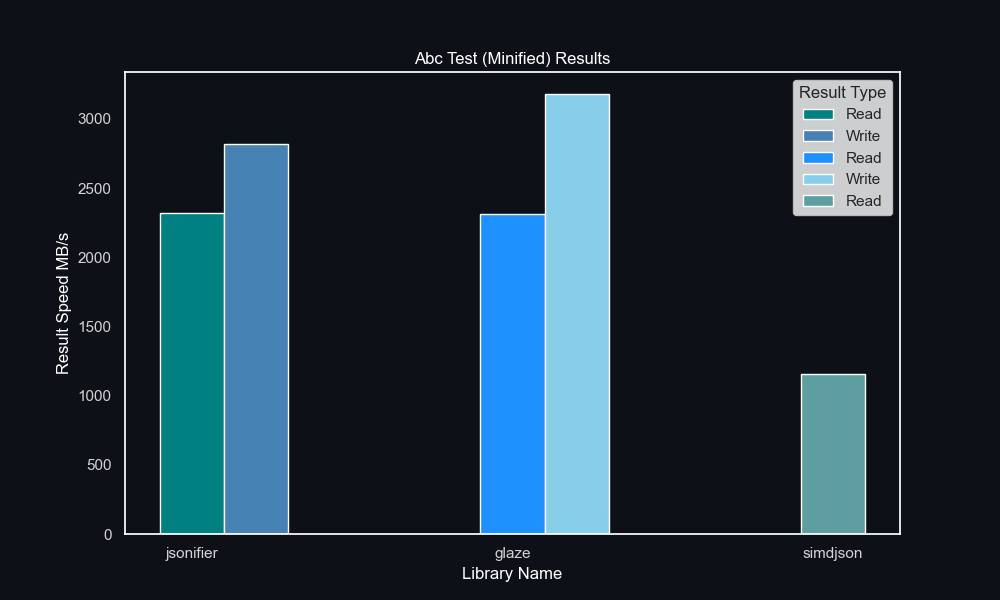 Abc Test (Minified) Results
Result Speed MB/s
3000
2500
2000
1500
1000
500
0
Result Type
Read
Write
Read
Write
Read
jsonifier
glaze
simdjson
Library Name